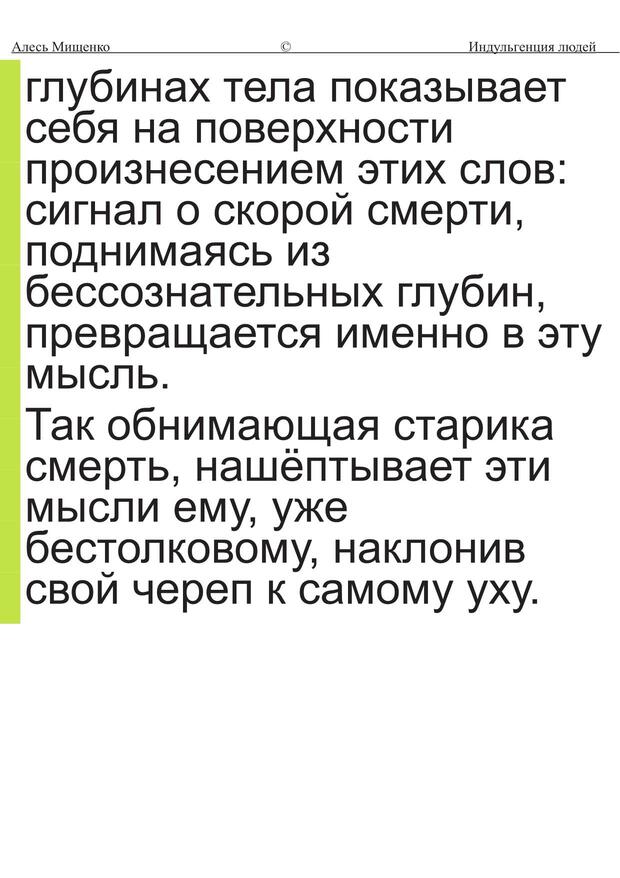 Алесь Мищенко © Индульгенция людей
глубинах тела показывает
себя на поверхности
произнесением этих слов:
сигнал о скорой смерти,
поднимаясь из
бессознательных глубин,
превращается именно в эту
мысль.
Так обнимающая старика
смерть, нашёптывает эти
мысли ему, уже
бестолковому, наклонив
свой череп к самому уху.